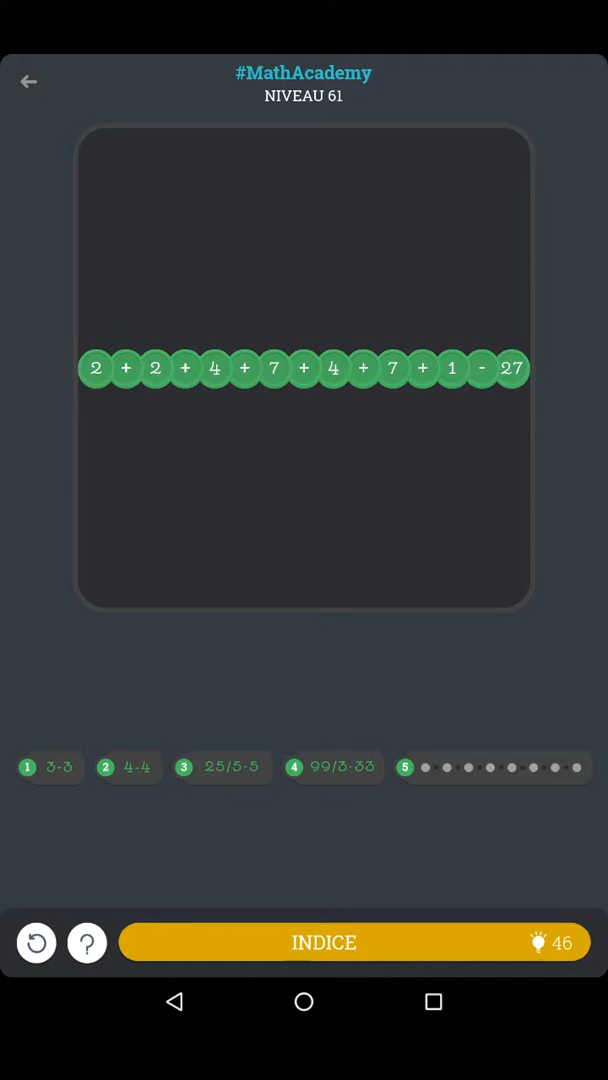 #MathAcademy
NIVEAU 61
2 + 2 + 4 + 7 + 4 + 7 + 1 - 27
1 3-3 2 4-4 3 25/5-5 4 99/3-33 5
? INDICE 46